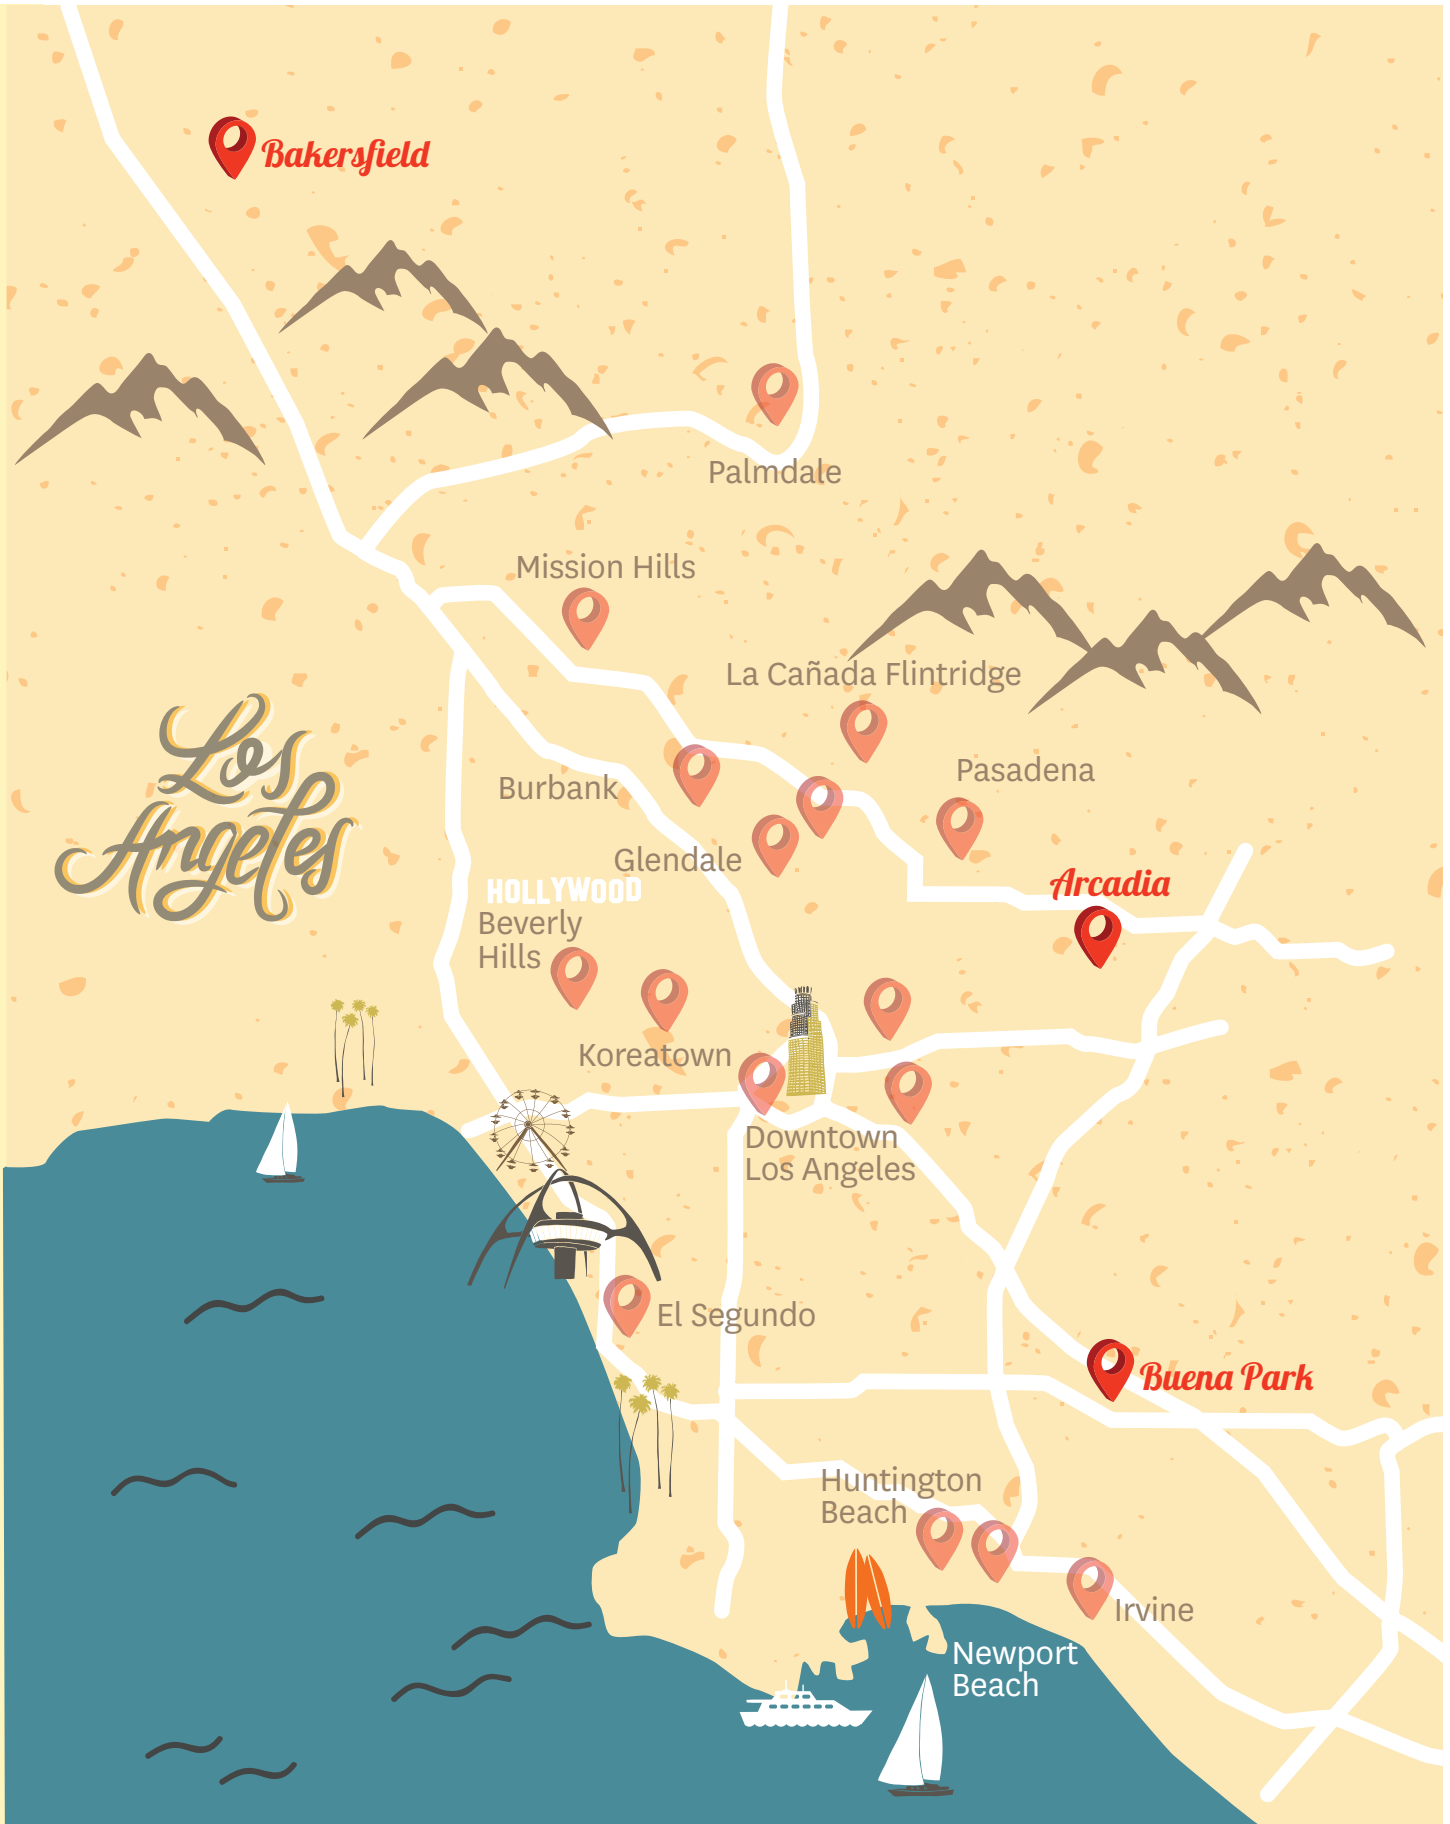 Bakersfield
Palmdale
Mission Hills
La Cañada Flintridge
Los
Angeles
Pasadena
Burbank
Glendale
HOLLYWOOD
Arcadia
Beverly
Hills
Koreatown
Downtown
Los Angeles
El Segundo
Buena Park
Huntington
Beach
Irvine
Newport
Beach